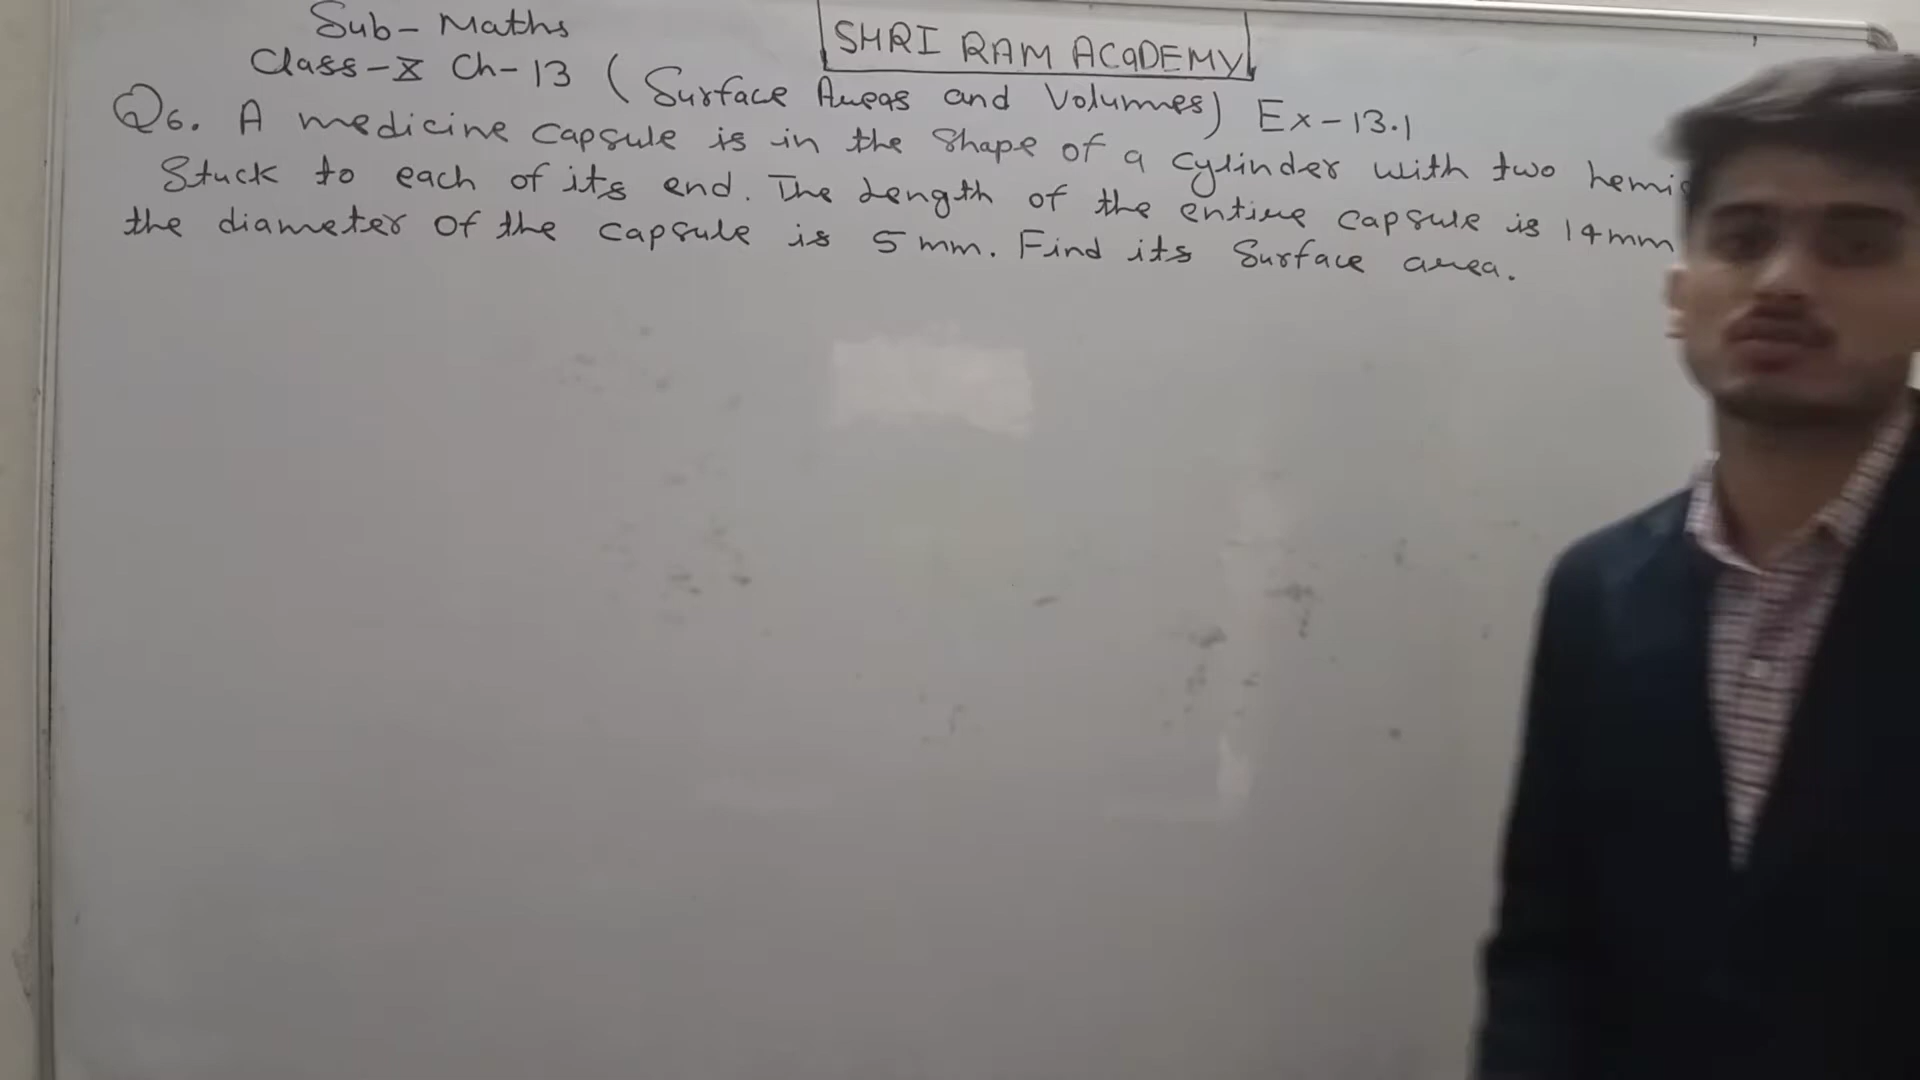 Sub- Maths
SHRI RAM ACADEMY
Class-X Ch-13 (Surface Areas and Volumes) Ex-13.1
Q6. A medicine capsule is in the shape of a cylinder with two
Stuck to each of its end. The Length of the entire capsule is 14mm
the diameter of the capsule is 5mm. Find its Surface area.